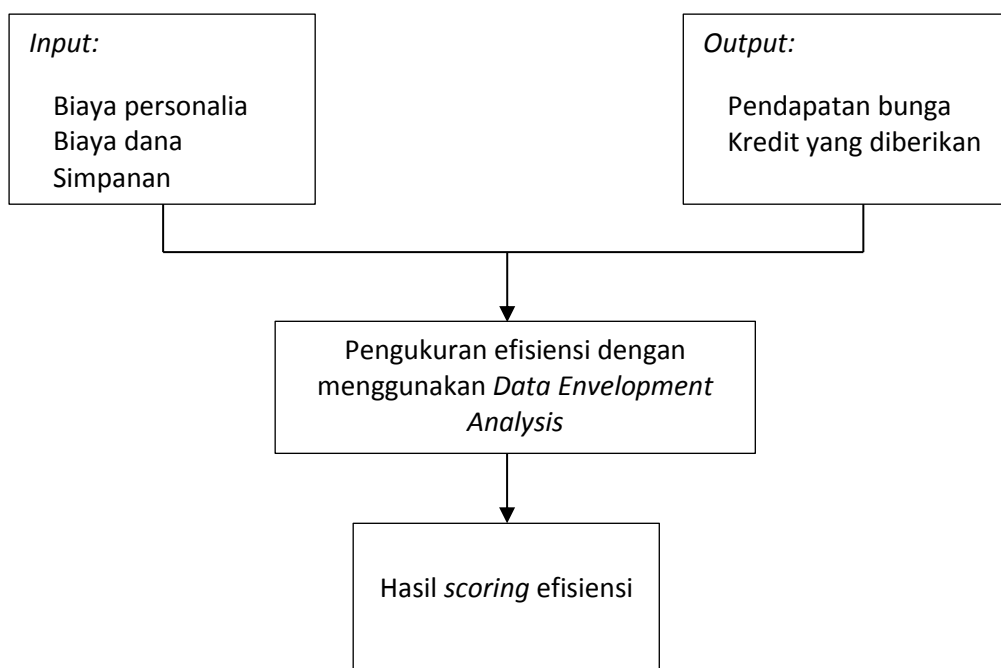 Input:
Biaya personalia
Biaya dana
Simpanan
Output:
Pendapatan bunga
Kredit yang diberikan
Pengukuran efisiensi dengan
menggunakan Data Envelopment
Analysis
Hasil scoring efisiensi